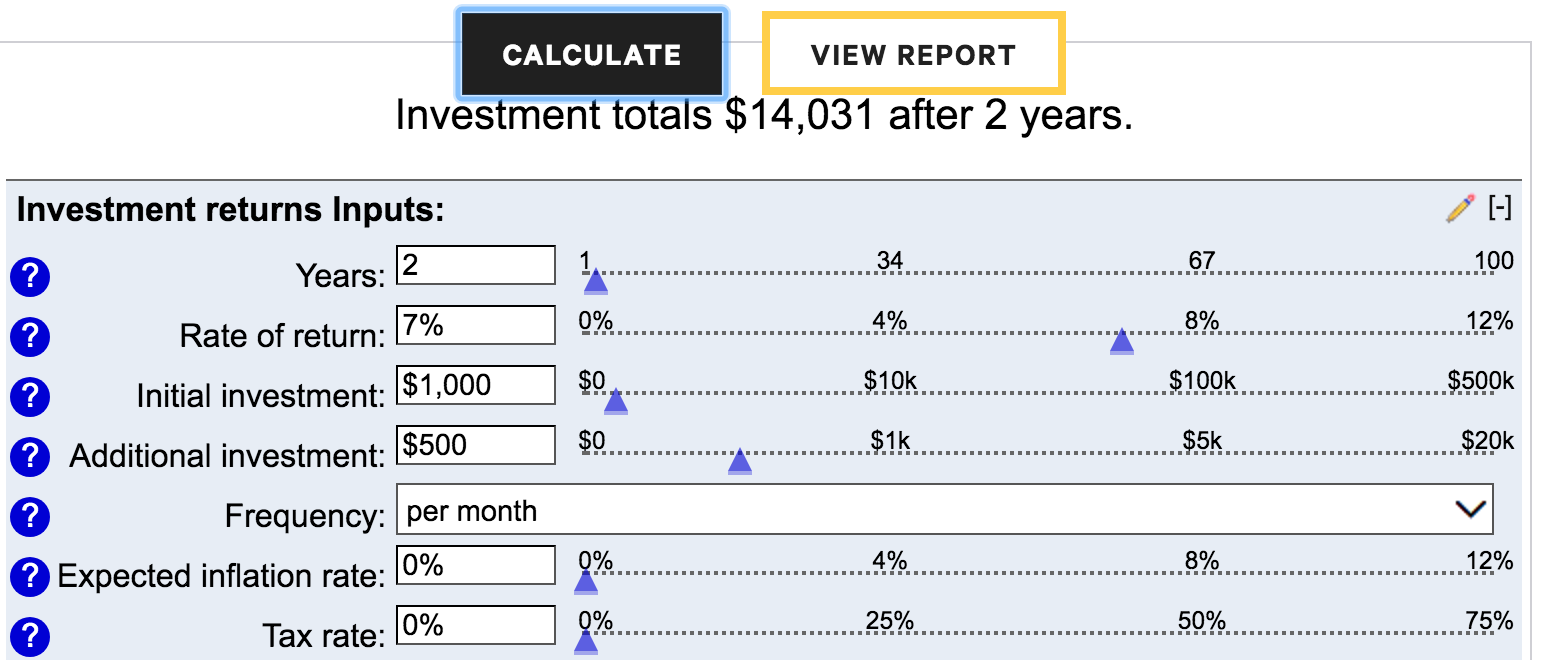 CALCULATE VIEW REPORT
Investment totals $14,031 after 2 years.
Investment returns Inputs: [-]
? Years: 2 1 34 67 100
? Rate of return: 7% 0% 4% 8% 12%
? Initial investment: $1,000 $0 $10k $100k $500k
? Additional investment: $500 $0 $1k $5k $20k
? Frequency: per month
? Expected inflation rate: 0% 0% 4% 8% 12%
? Tax rate: 0% 0% 25% 50% 75%